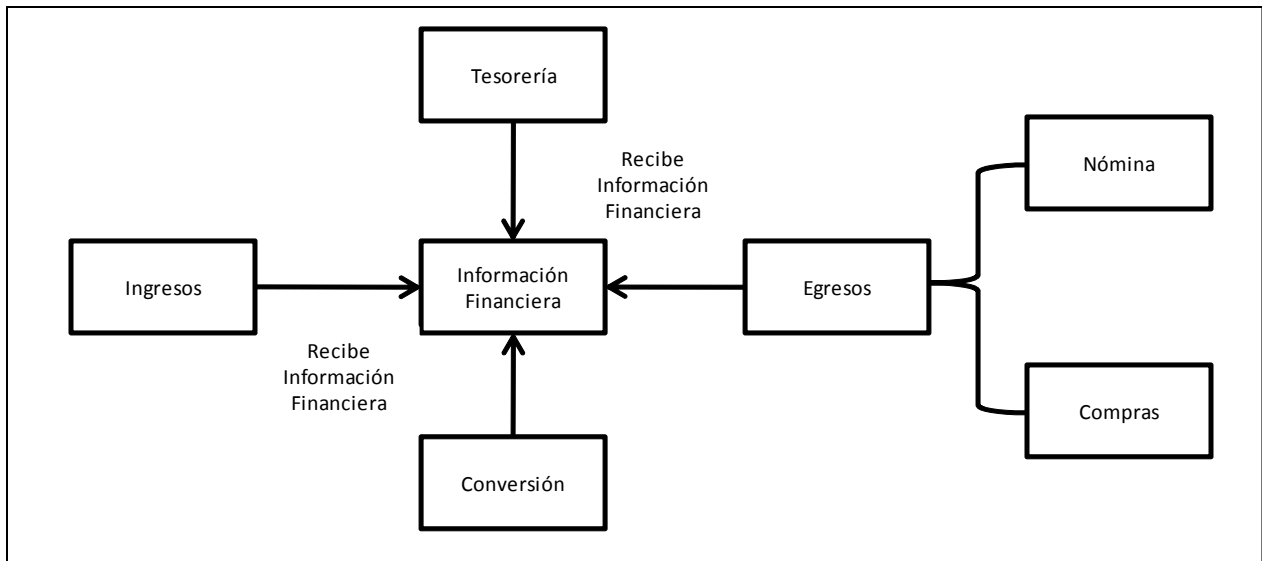 Tesorería
Recibe
Información
Financiera
Nómina
Ingresos
Información
Financiera
Egresos
Recibe
Información
Financiera
Compras
Conversión